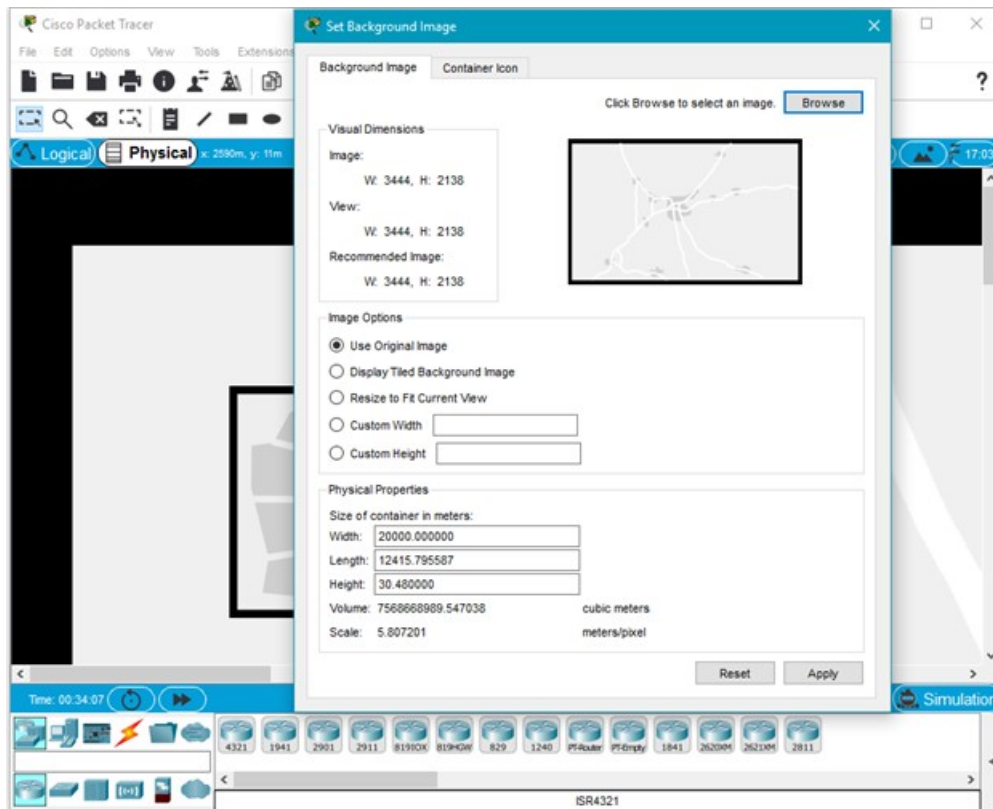 Cisco Packet Tracer
Set Background Image
File Edit Options View Tools Extensions
Background Image Container Icon
Click Browse to select an image. Browse
Visual Dimensions
Image:
W: 3444, H: 2138
View:
W: 3444, H: 2138
Recommended Image:
W: 3444, H: 2138
Logical Physical x: 2590m, y: 11m
17:03
Image Options
Use Original Image
Display Tiled Background Image
Resize to Fit Current View
Custom Width
Custom Height
Physical Properties
Size of container in meters:
Width: 20000.000000
Length: 12415.795587
Height: 30.480000
Volume: 7568668989.547038 cubic meters
Scale: 5.807201 meters/pixel
Reset Apply
Time: 00:34:07
Simulation
4321 1941 2901 2911 819IOX 819HGW 829 1240 PT-Router PT-Empty 1841 2620XM 2621XM 2811
ISR4321